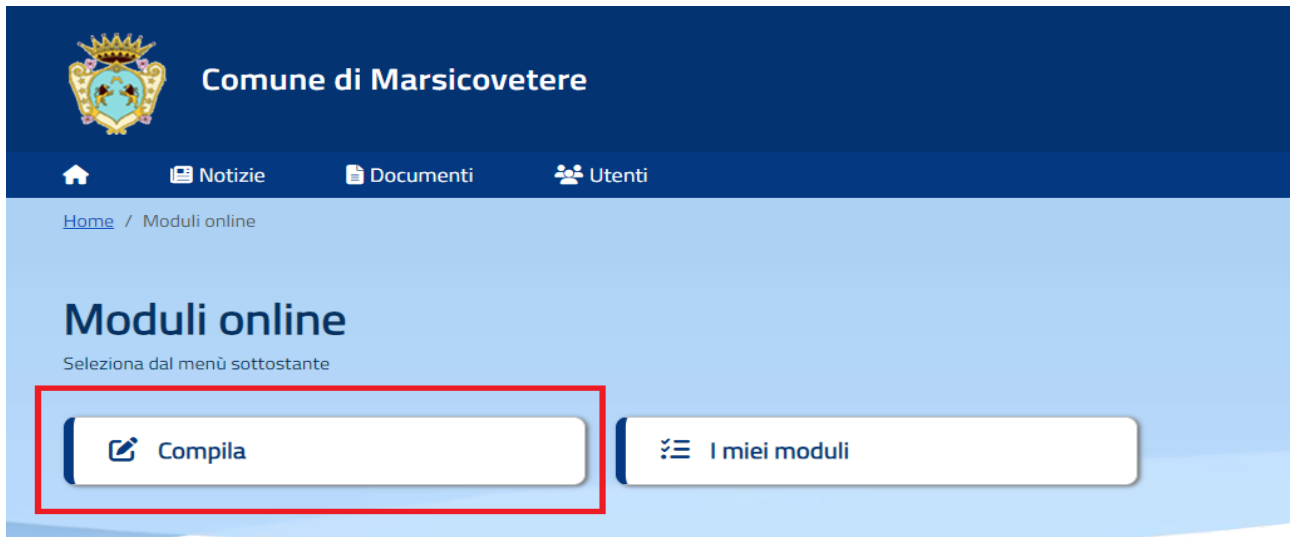 Comune di Marsicovetere
Notizie Documenti Utenti
Home / Moduli online
Moduli online
Seleziona dal menù sottostante
Compila I miei moduli